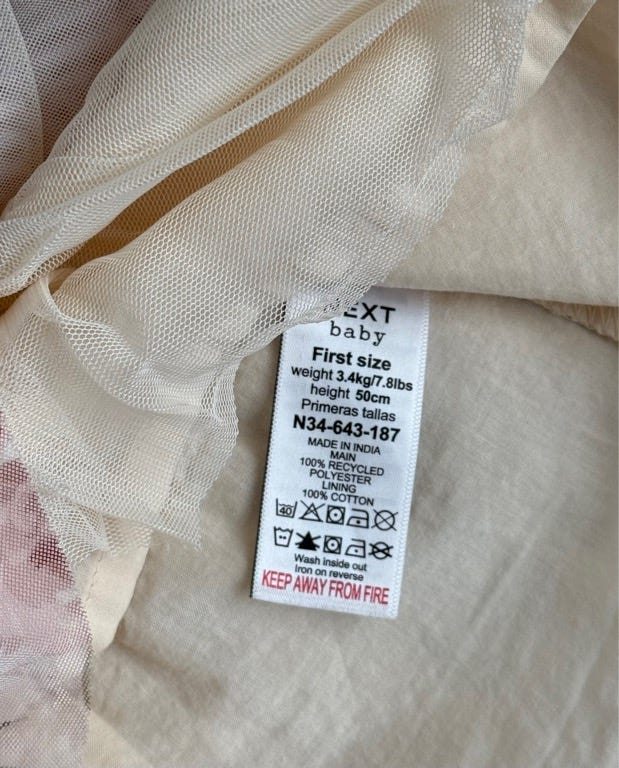 EXT
baby
First size
weight 3.4kg/7.8lbs
height 50cm
Primeras tallas
N34-643-187
MADE IN INDIA
MAIN
100% RECYCLED
POLYESTER
LINING
100% COTTON
40
Wash inside out
Iron on reverse
KEEP AWAY FROM FIRE